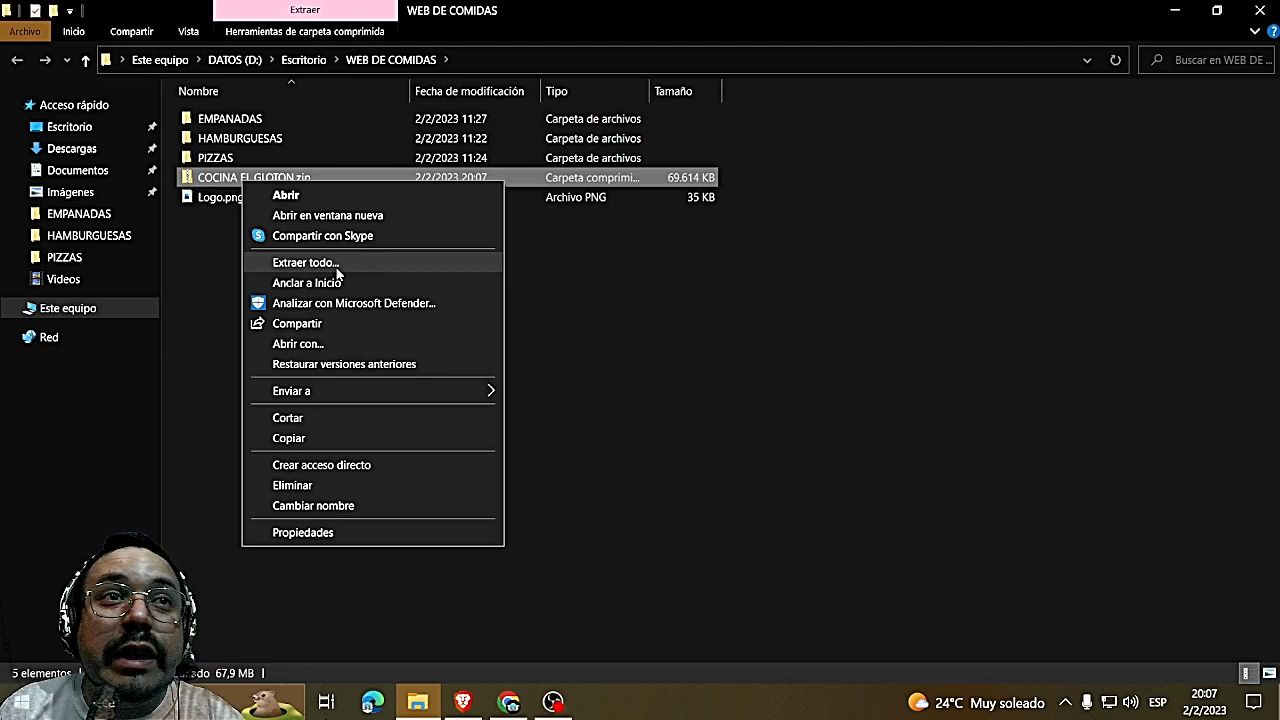 Extraer
WEB DE COMIDAS
Archivo Inicio Compartir Vista Herramientas de carpeta comprimida
Este equipo DATOS (D:) Escritorio WEB DE COMIDAS Buscar en WEB DE ...
Nombre Fecha de modificación Tipo Tamaño
Acceso rápido
Escritorio
Descargas
Documentos
Imágenes
EMPANADAS
HAMBURGUESAS
PIZZAS
Videos
Este equipo
Red
EMPANADAS 2/2/2023 11:27 Carpeta de archivos
HAMBURGUESAS 2/2/2023 11:22 Carpeta de archivos
PIZZAS 2/2/2023 11:24 Carpeta de archivos
COCINA EL GLOTON.zip 2/2/2023 20:07 Carpeta comprimi... 69.614 KB
Logo.png Archivo PNG 35 KB
Abrir
Abrir en ventana nueva
Compartir con Skype
Extraer todo...
Anclar a Inicio
Analizar con Microsoft Defender...
Compartir
Abrir con...
Restaurar versiones anteriores
Enviar a
Cortar
Copiar
Crear acceso directo
Eliminar
Cambiar nombre
Propiedades
5 elementos 67,9 MB
24°C Muy soleado ESP 20:07
2/2/2023